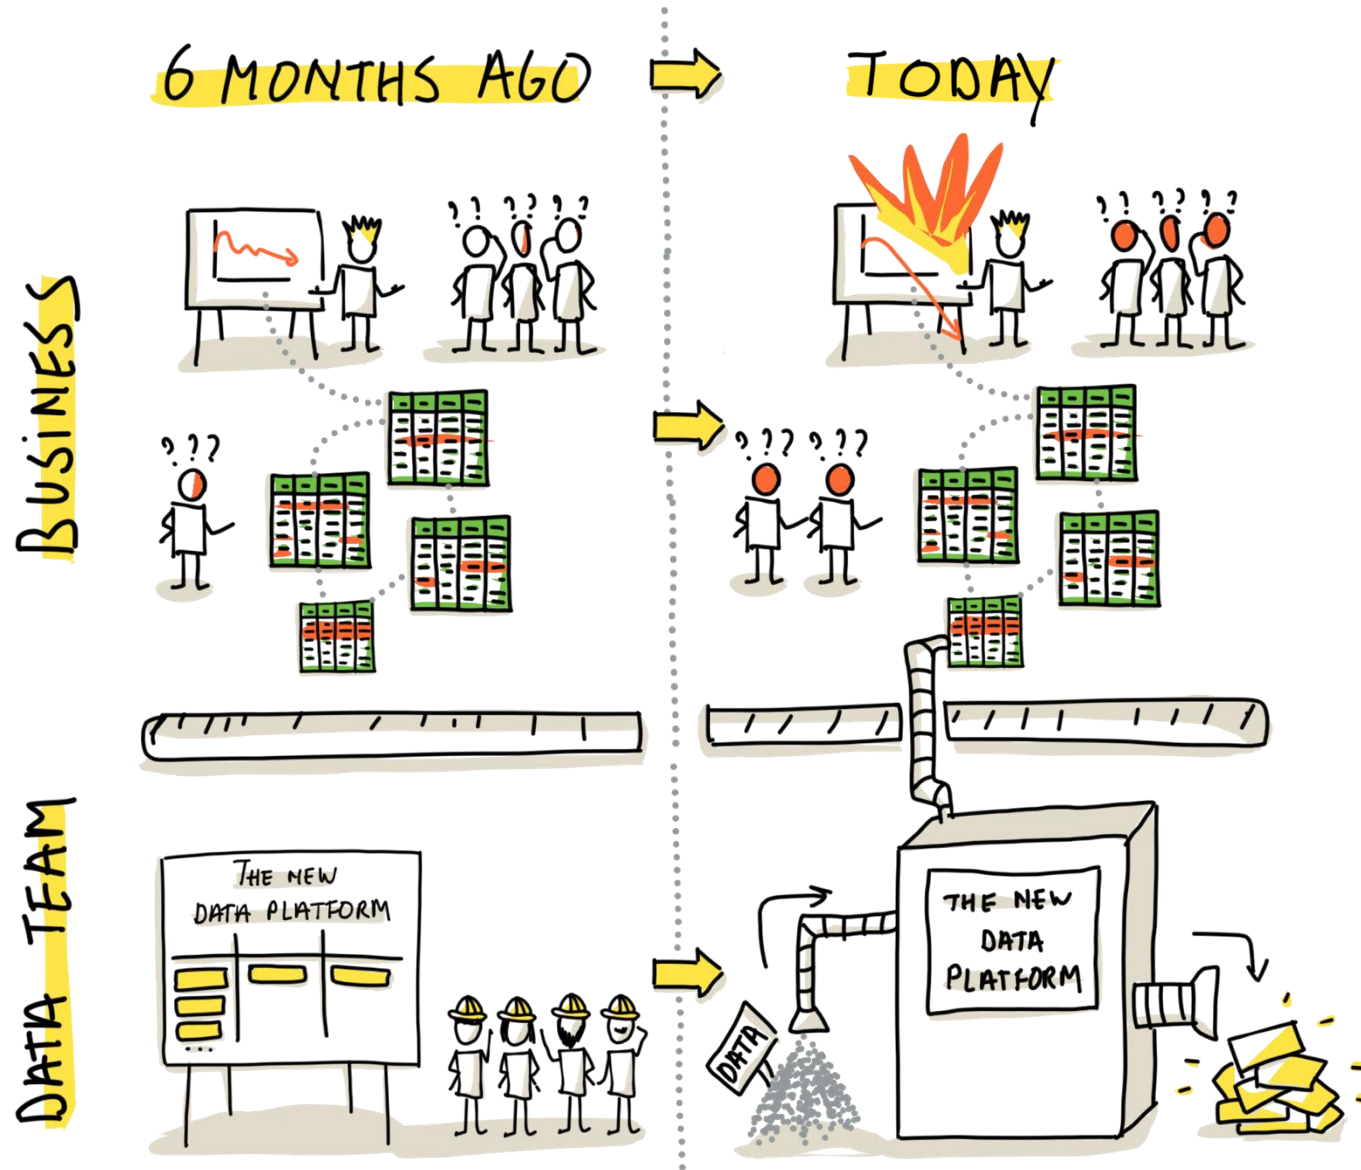 6 MONTHS AGO
TODAY
BUSINESS
?? ?? ??
?? ?? ??
???
??? ???
DATA TEAM
THE NEW
DATA PLATFORM
...
THE NEW
DATA
PLATFORM
DATA